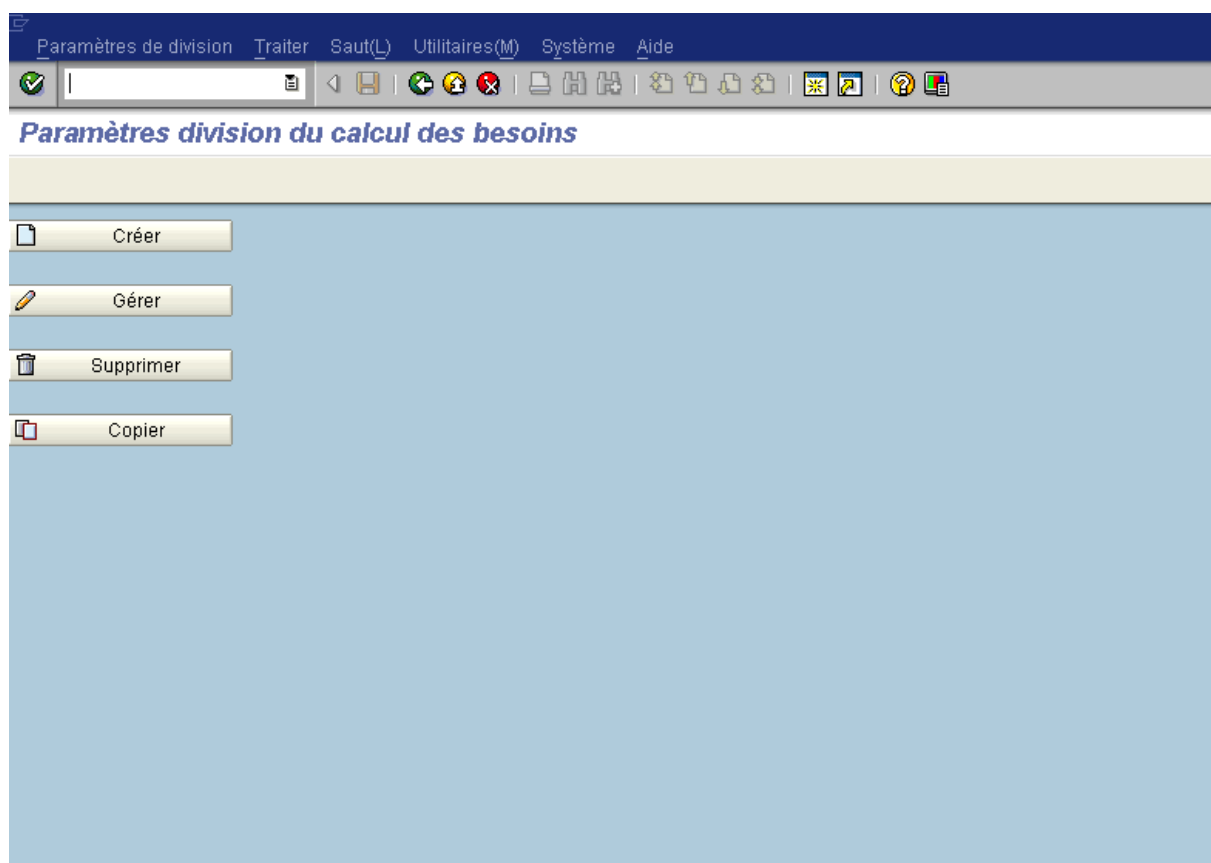 Paramètres de division Traiter Saut(L) Utilitaires(M) Système Aide
Paramètres division du calcul des besoins
Créer
Gérer
Supprimer
Copier